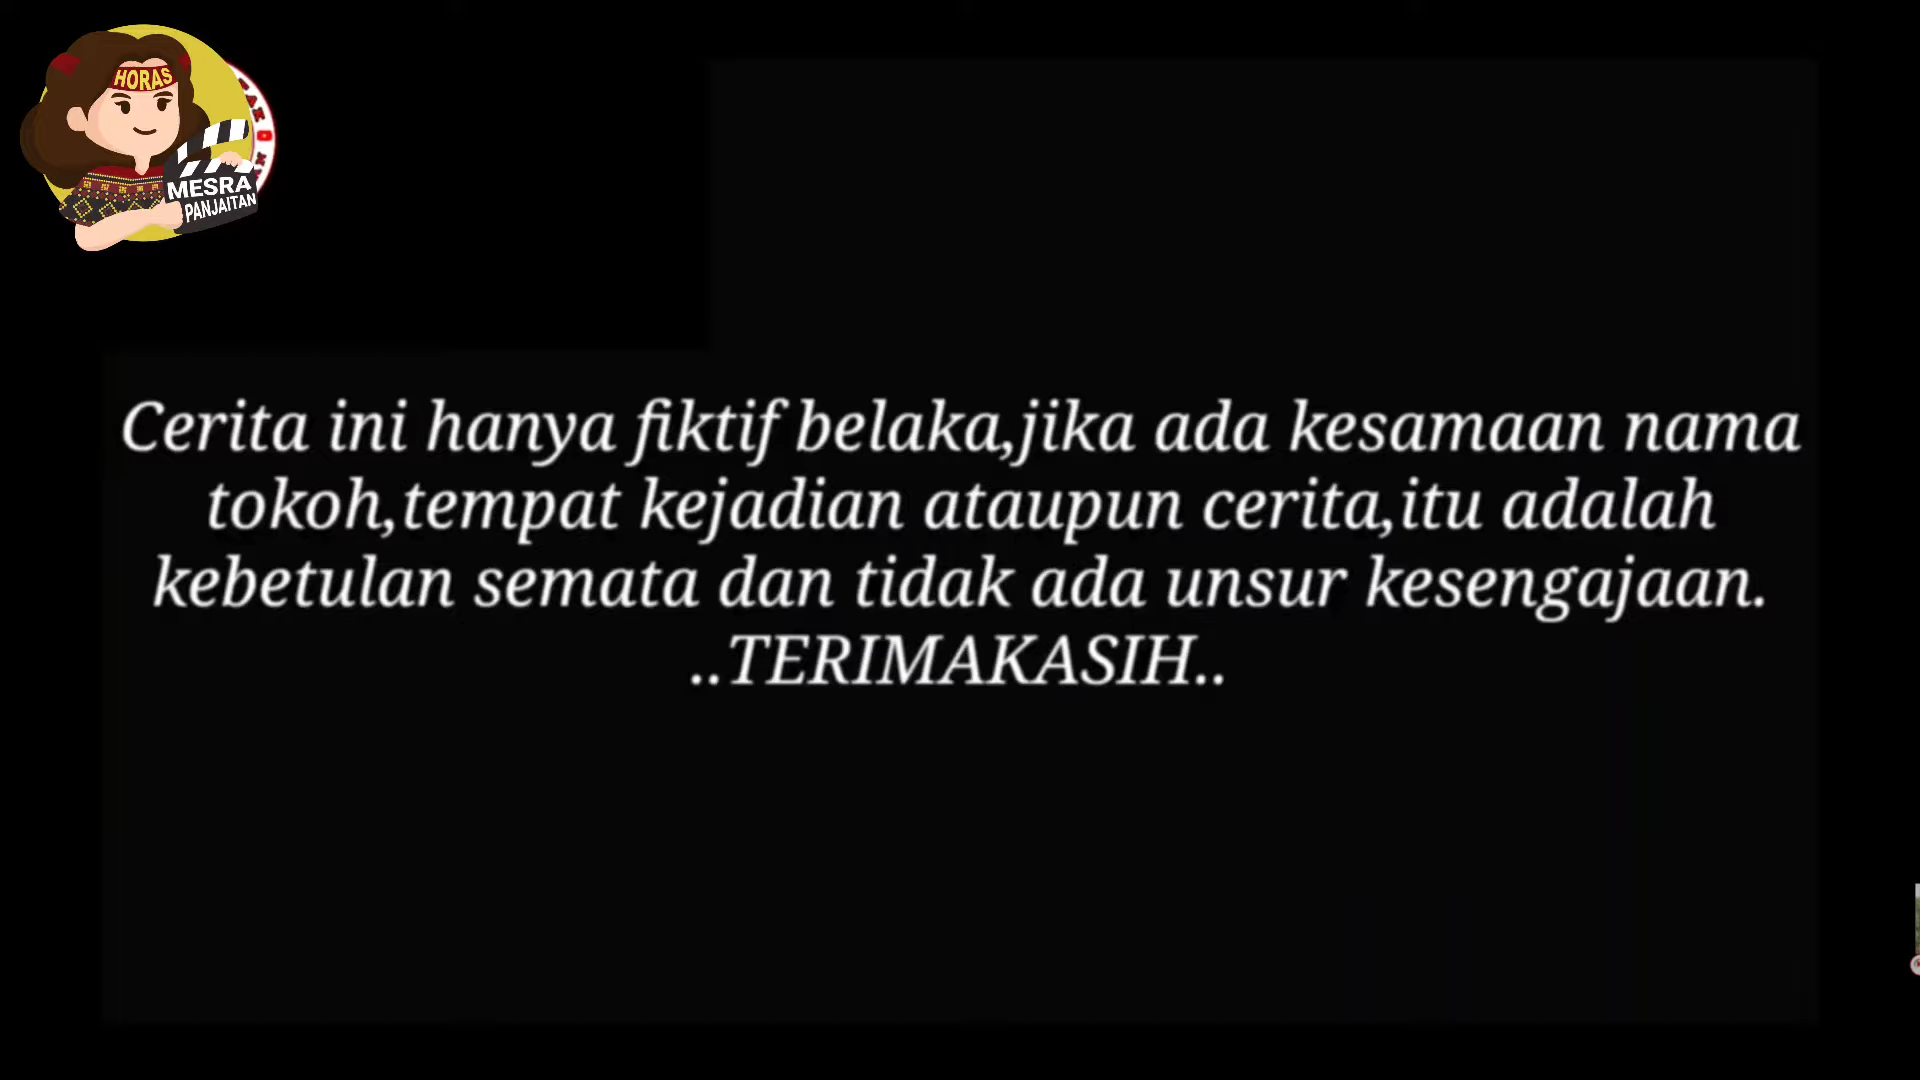 HORAS
MESRA
PANJAITAN
Cerita ini hanya fiktif belaka,jika ada kesamaan nama
tokoh,tempat kejadian ataupun cerita,itu adalah
kebetulan semata dan tidak ada unsur kesengajaan.
..TERIMAKASIH..